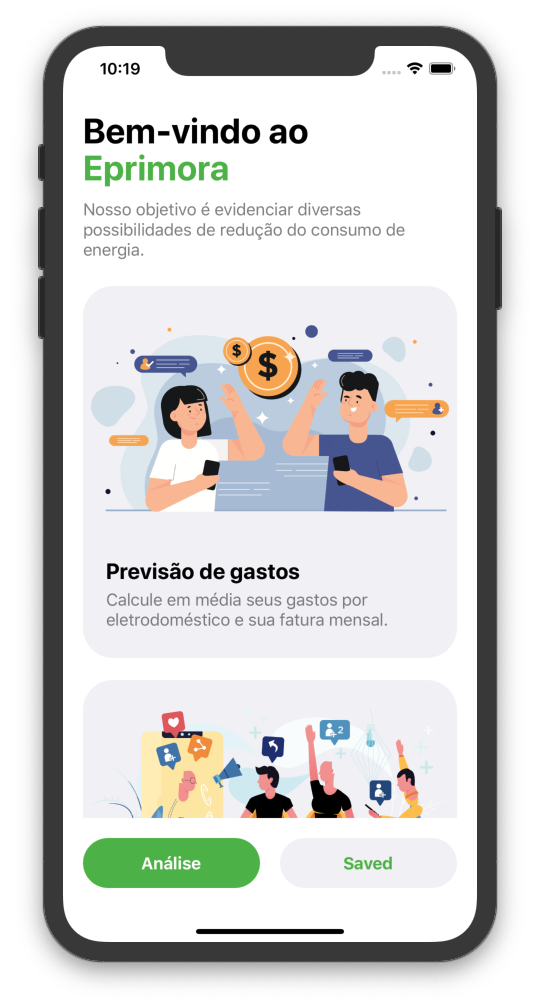 10:19
Bem-vindo ao
Eprimora
Nosso objetivo é evidenciar diversas
possibilidades de redução do consumo de
energia.
$ $
Previsão de gastos
Calcule em média seus gastos por
eletrodoméstico e sua fatura mensal.
2
Análise
Saved